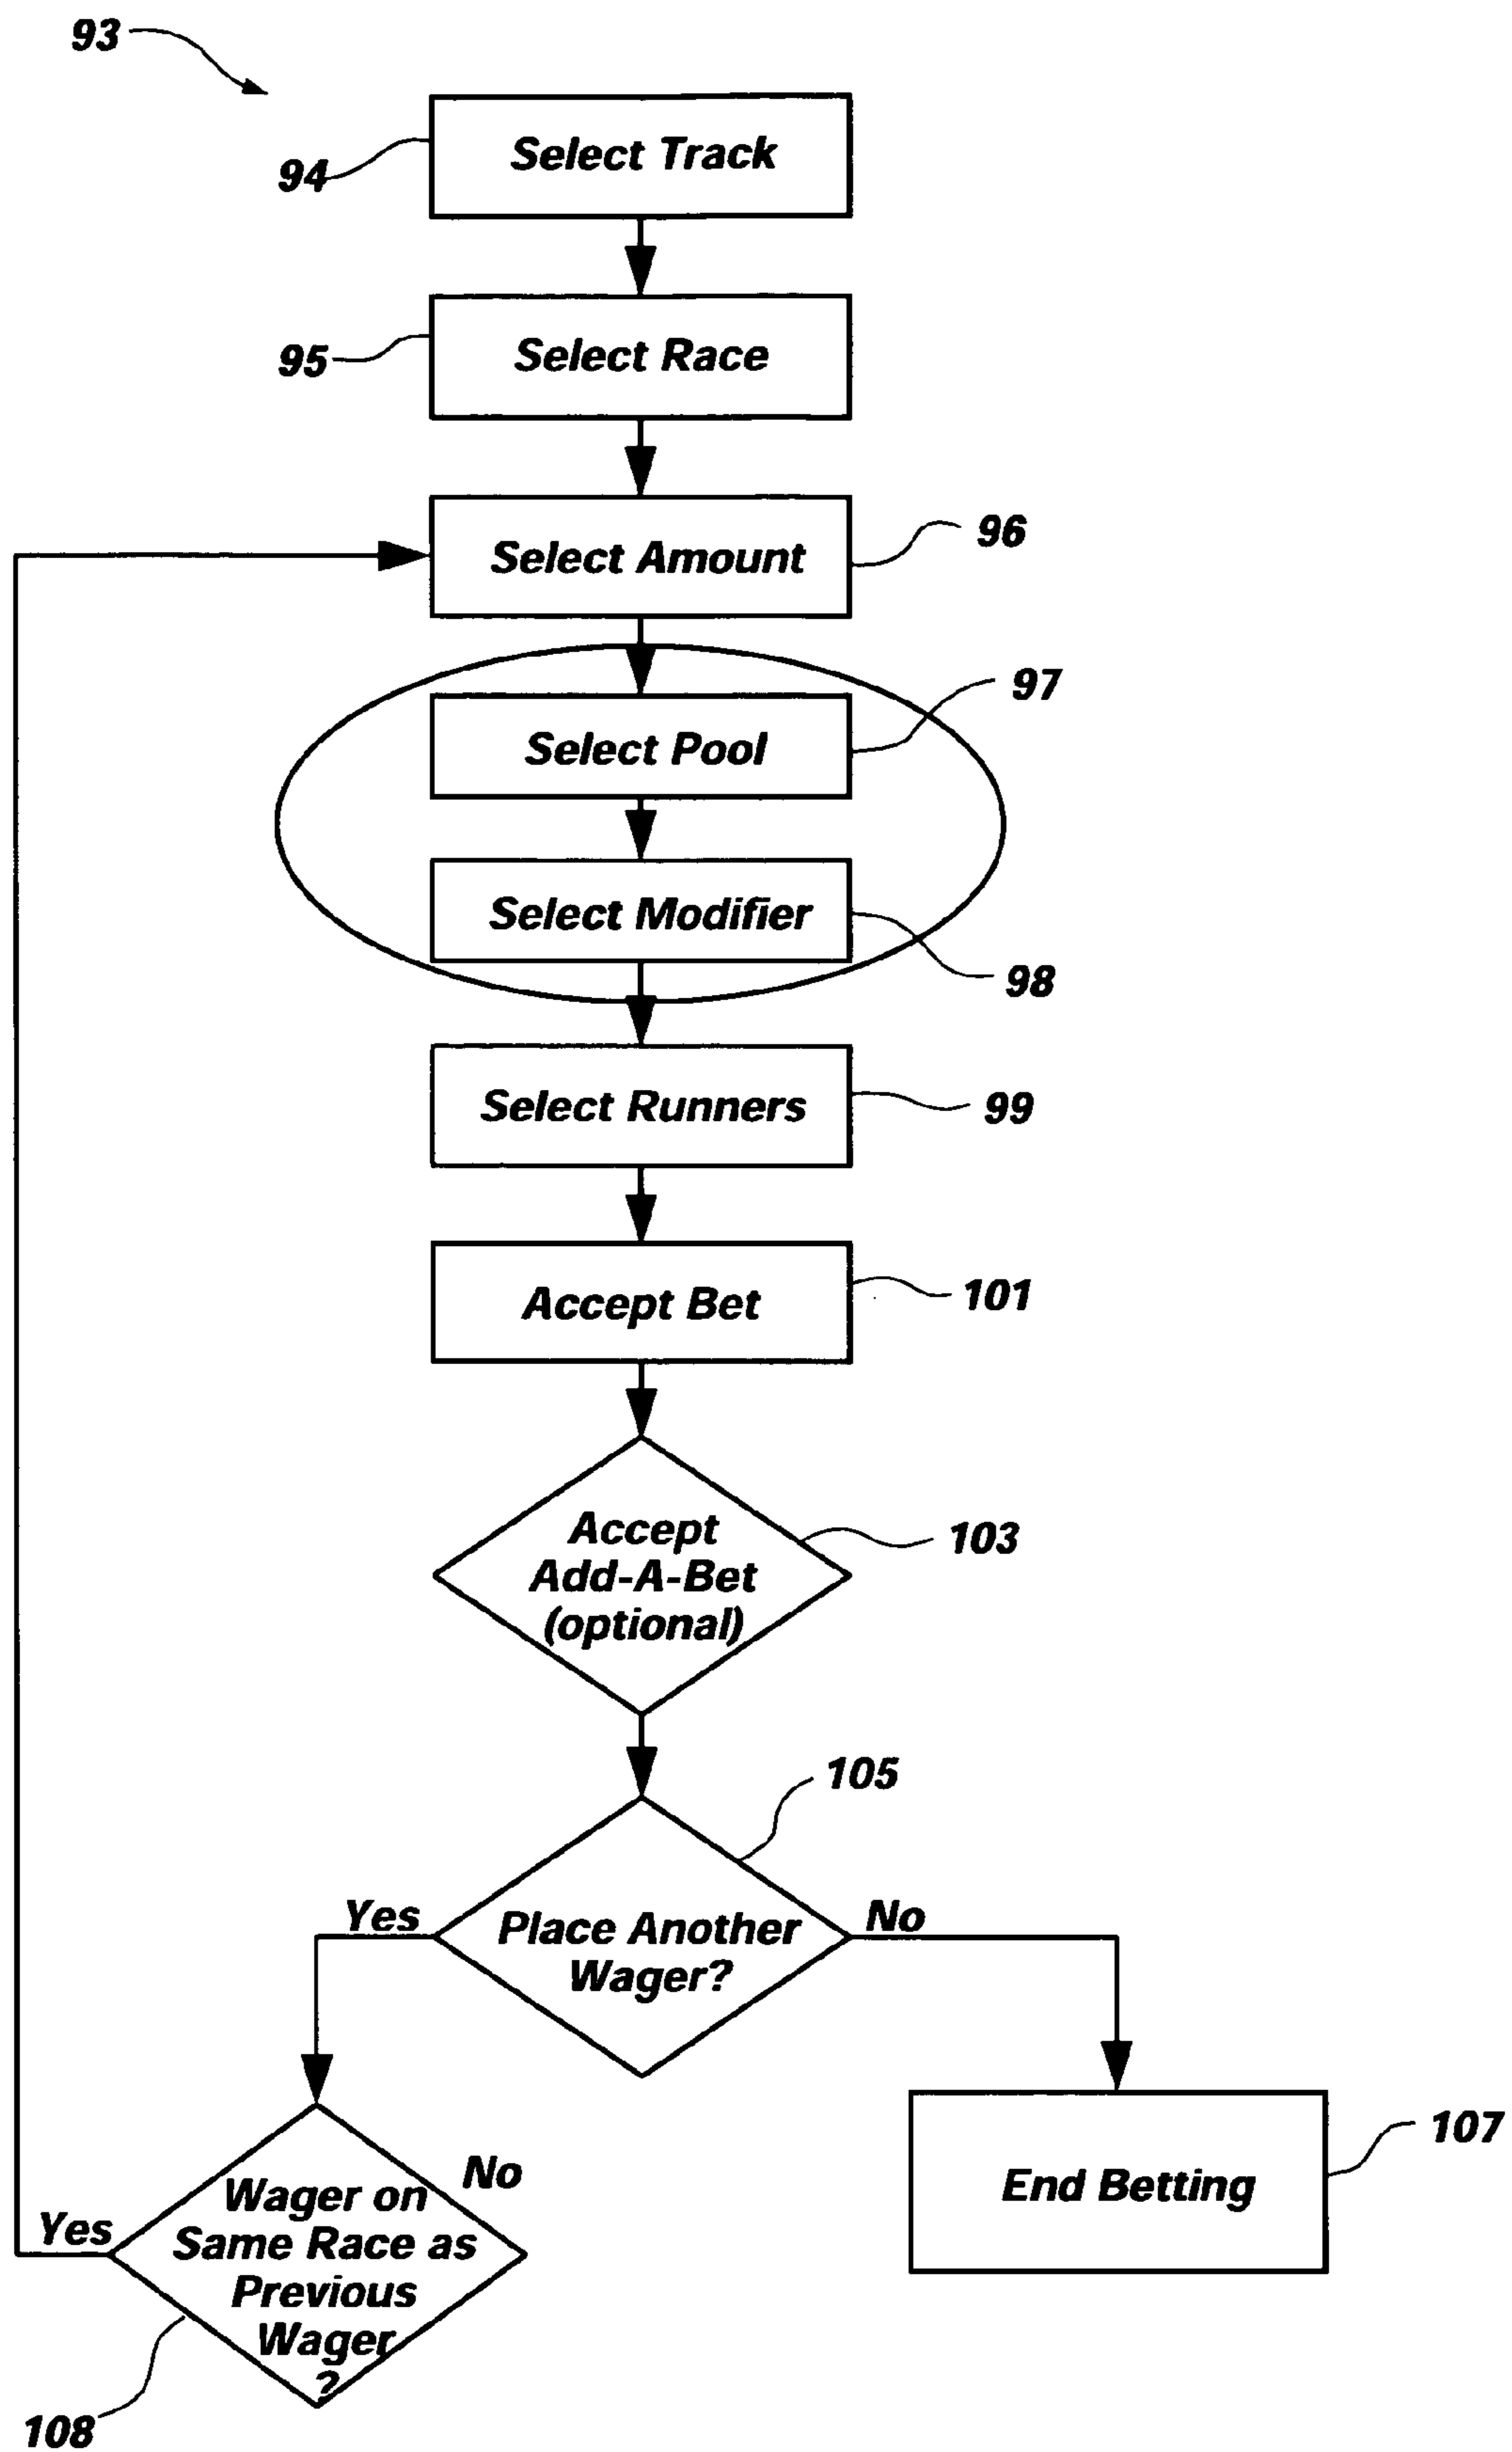 93
94
Select Track
95
Select Race
Select Amount
96
Select Pool
97
Select Modifier
98
Select Runners
99
Accept Bet
101
Accept
Add-A-Bet
(optional)
103
105
Yes
Place Another
Wager?
No
Yes
Wager on
Same Race as
Previous
Wager
?
No
108
End Betting
107